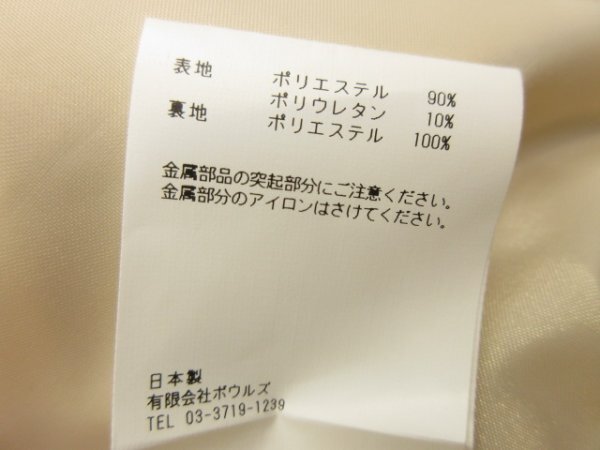 表地 ポリエステル 90%
ポリウレタン 10%
裏地 ポリエステル 100%
金属部品の突起部分にご注意ください。
金属部分のアイロンはさけてください。
日本製
有限会社ボウルズ
TEL 03-3719-1239